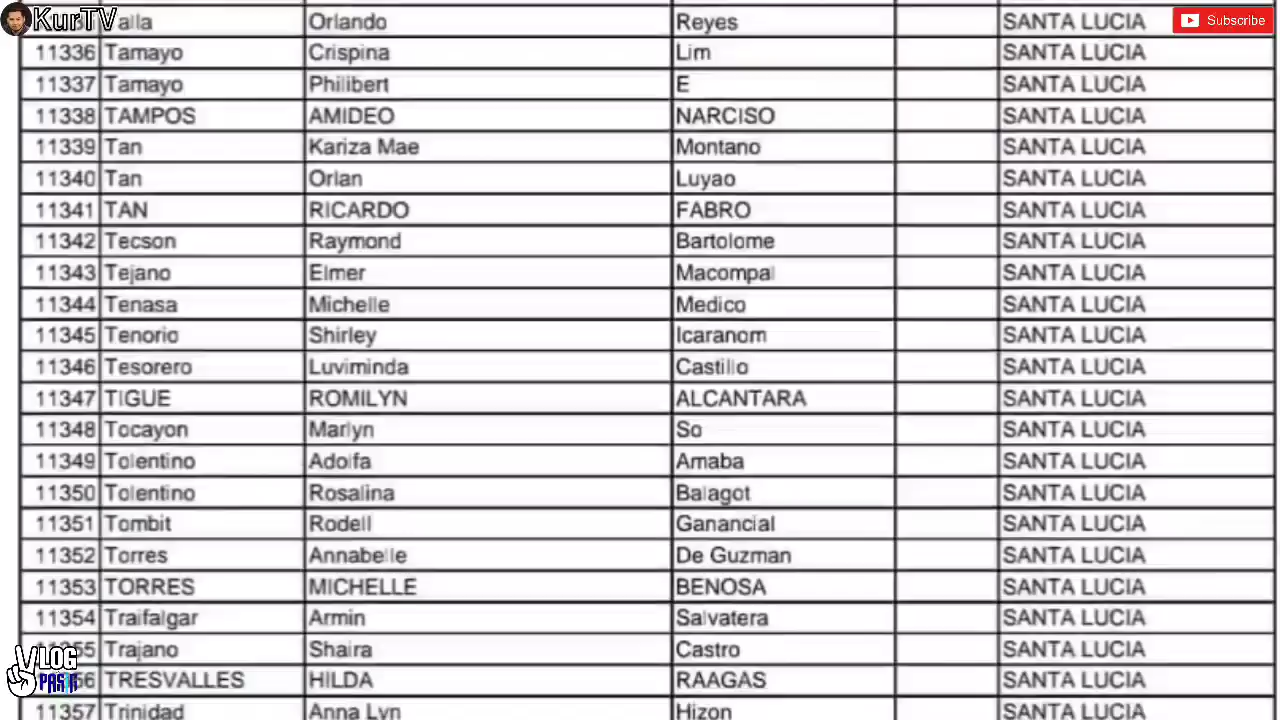 KurTV
alla Orlando Reyes SANTA LUCIA
Subscribe
11336 Tamayo Crispina Lim SANTA LUCIA
11337 Tamayo Philibert E SANTA LUCIA
11338 TAMPOS AMIDEO NARCISO SANTA LUCIA
11339 Tan Kariza Mae Montano SANTA LUCIA
11340 Tan Orlan Luyao SANTA LUCIA
11341 TAN RICARDO FABRO SANTA LUCIA
11342 Tecson Raymond Bartolome SANTA LUCIA
11343 Tejano Elmer Macompal SANTA LUCIA
11344 Tenasa Michelle Medico SANTA LUCIA
11345 Tenorio Shirley Icaranom SANTA LUCIA
11346 Tesorero Luviminda Castillo SANTA LUCIA
11347 TIGUE ROMILYN ALCANTARA SANTA LUCIA
11348 Tocayon Marlyn So SANTA LUCIA
11349 Tolentino Adolfa Amaba SANTA LUCIA
11350 Tolentino Rosalina Balagot SANTA LUCIA
11351 Tombit Rodell Ganancial SANTA LUCIA
11352 Torres Annabelle De Guzman SANTA LUCIA
11353 TORRES MICHELLE BENOSA SANTA LUCIA
11354 Traifalgar Armin Salvatera SANTA LUCIA
Trajano Shaira Castro SANTA LUCIA
TRESVALLES HILDA RAAGAS SANTA LUCIA
VLOG
PASIG
11357 Trinidad Anna Lyn Hizon SANTA LUCIA